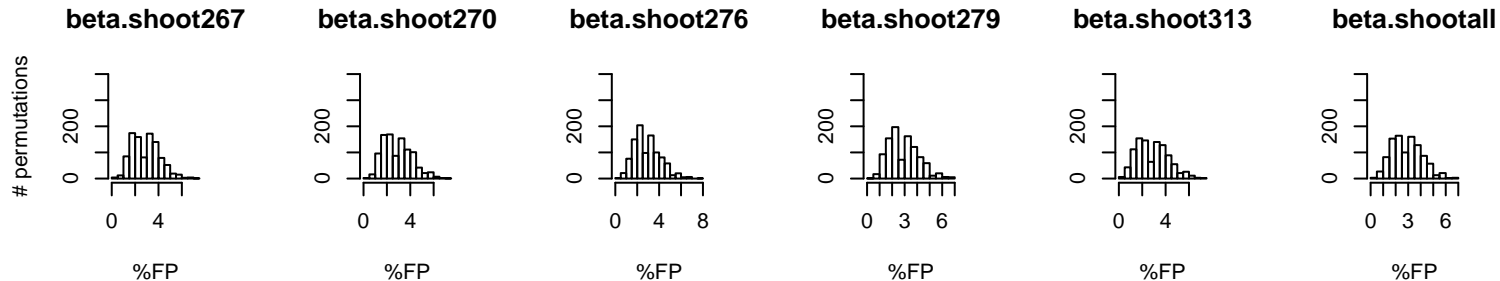 beta.shoot267 beta.shoot270 beta.shoot276 beta.shoot279 beta.shoot313 beta.shootall
# permutations
200 200 200 200 200 200
0 0 0 0 0 0
0 4 0 4 0 4 8 0 3 6 0 4 0 3 6
%FP %FP %FP %FP %FP %FP